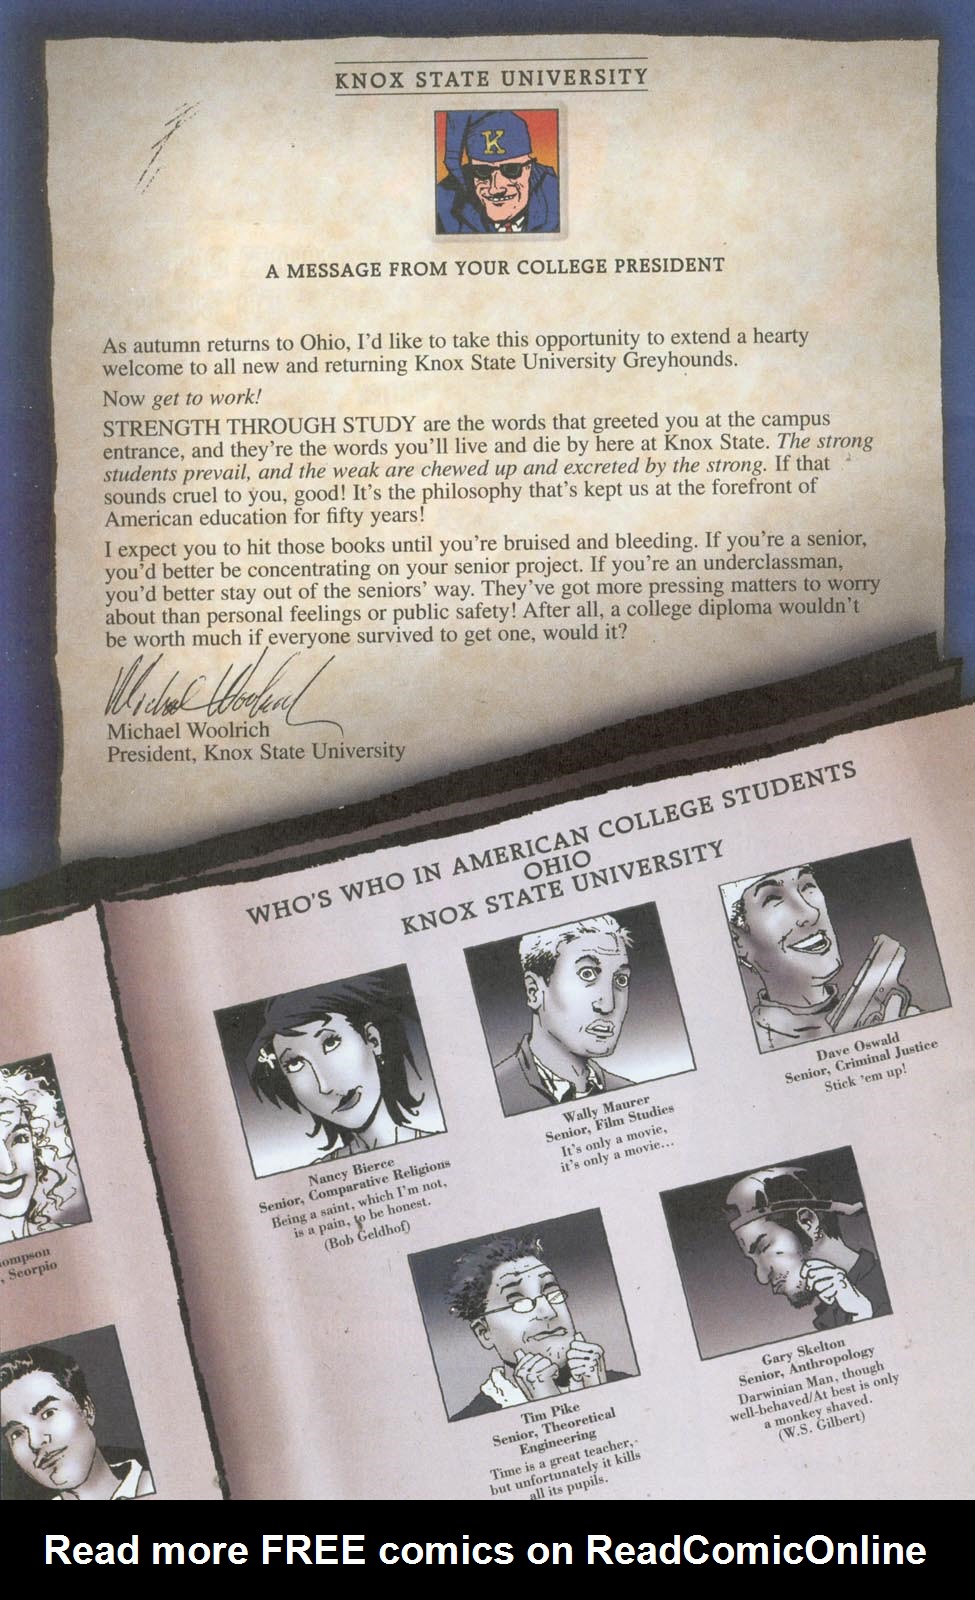 KNOX STATE UNIVERSITY
K
A MESSAGE FROM YOUR COLLEGE PRESIDENT
As autumn returns to Ohio, I'd like to take this opportunity to extend a hearty
welcome to all new and returning Knox State University Greyhounds.
Now get to work!
STRENGTH THROUGH STUDY are the words that greeted you at the campus
entrance, and they're the words you'll live and die by here at Knox State. The strong
students prevail, and the weak are chewed up and excreted by the strong. If that
sounds cruel to you, good! It's the philosophy that's kept us at the forefront of
American education for fifty years!
I expect you to hit those books until you're bruised and bleeding. If you're a senior,
you'd better be concentrating on your senior project. If you're an underclassman,
you'd better stay out of the seniors' way. They've got more pressing matters to worry
about than personal feelings or public safety! After all, a college diploma wouldn't
be worth much if everyone survived to get one, would it?
Michael Woolrich
Michael Woolrich
President, Knox State University
WHO'S WHO IN AMERICAN COLLEGE STUDENTS
OHIO
KNOX STATE UNIVERSITY
Dave Oswald
Senior, Criminal Justice
Stick 'em up!
Wally Maurer
Senior, Film Studies
It's only a movie,
it's only a movie...
Nancy Bierce
Senior, Comparative Religions
Being a saint, which I'm not,
is a pain, to be honest.
(Bob Geldhof)
ompson
, Scorpio
Gary Skelton
Senior, Anthropology
Darwinian Man, though
well-behaved/At best is only
a monkey shaved.
(W.S. Gilbert)
Tim Pike
Senior, Theoretical
Engineering
Time is a great teacher,
but unfortunately it kills
all its pupils.
Read more FREE comics on ReadComicOnline